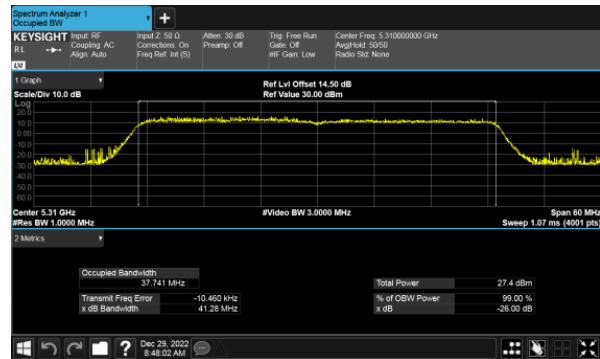 Spectrum Analyzer 1
Occupied BW
+
KEYSIGHT Input: RF Input Z: 50 Ω Atten: 30 dB Trig: Free Run Center Freq: 5.310000000 GHz
RL Coupling: AC Corrections: On Preamp: Off Gate: Off Avg|Hold: 50/50
Align: Auto Freq Ref: Int (S) #IF Gain: Low Radio Std: None
LXI
1 Graph
Ref Lvl Offset 14.50 dB
Scale/Div 10.0 dB Ref Value 30.00 dBm
Log
20.0
10.0
0.00
-10.0
-20.0
-30.0
-40.0
-50.0
-60.0
Center 5.31 GHz #Video BW 3.0000 MHz Span 60 MHz
#Res BW 1.0000 MHz Sweep 1.07 ms (4001 pts)
2 Metrics
Occupied Bandwidth
37.741 MHz Total Power 27.4 dBm
Transmit Freq Error -10.460 kHz % of OBW Power 99.00 %
x dB Bandwidth 41.28 MHz x dB -26.00 dB
? Dec 29, 2022
8:48:02 AM